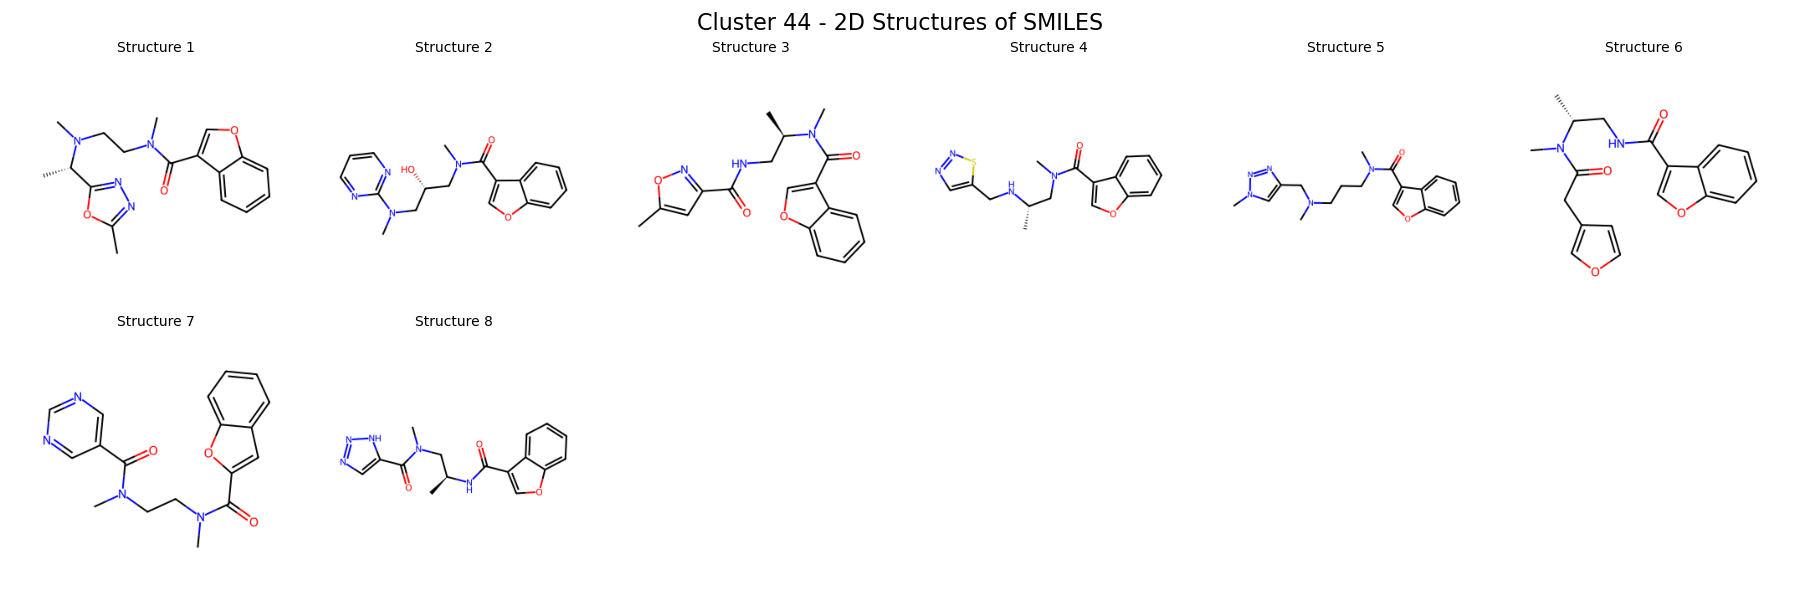 Cluster 44 - 2D Structures of SMILES
Structure 1
Structure 2
Structure 3
Structure 4
Structure 5
Structure 6
N
N
O
O
N
N
O
N
N
HO
N
N
O
O
O
N
HN
O
N
O
O
N
N
S
H
N
N
O
O
N
N
N
N
N
O
O
N
O
HN
O
O
O
Structure 7
Structure 8
N
N
O
N
N
O
O
N
NH
N
O
N
O
N
H
O